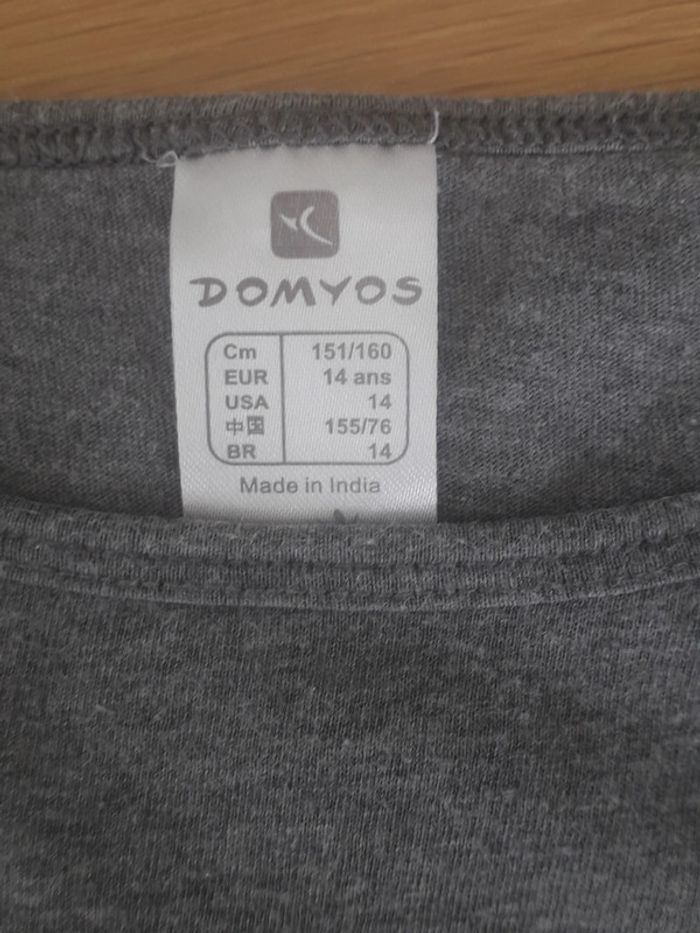 DOMYOS
Cm 151/160
EUR 14 ans
USA 14
中国 155/76
BR 14
Made in India